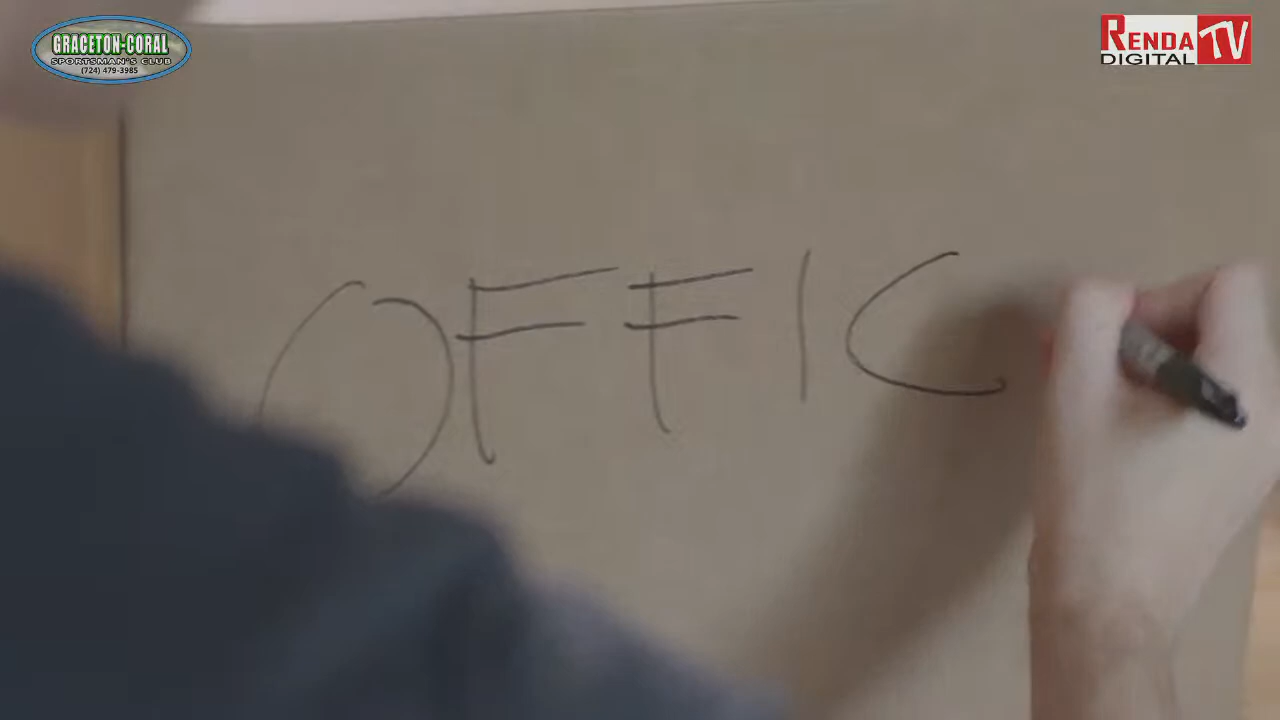 GRACETON-CORAL
SPORTSMAN'S CLUB
(724) 479-3985
RENDA TV
DIGITAL
OFFIC